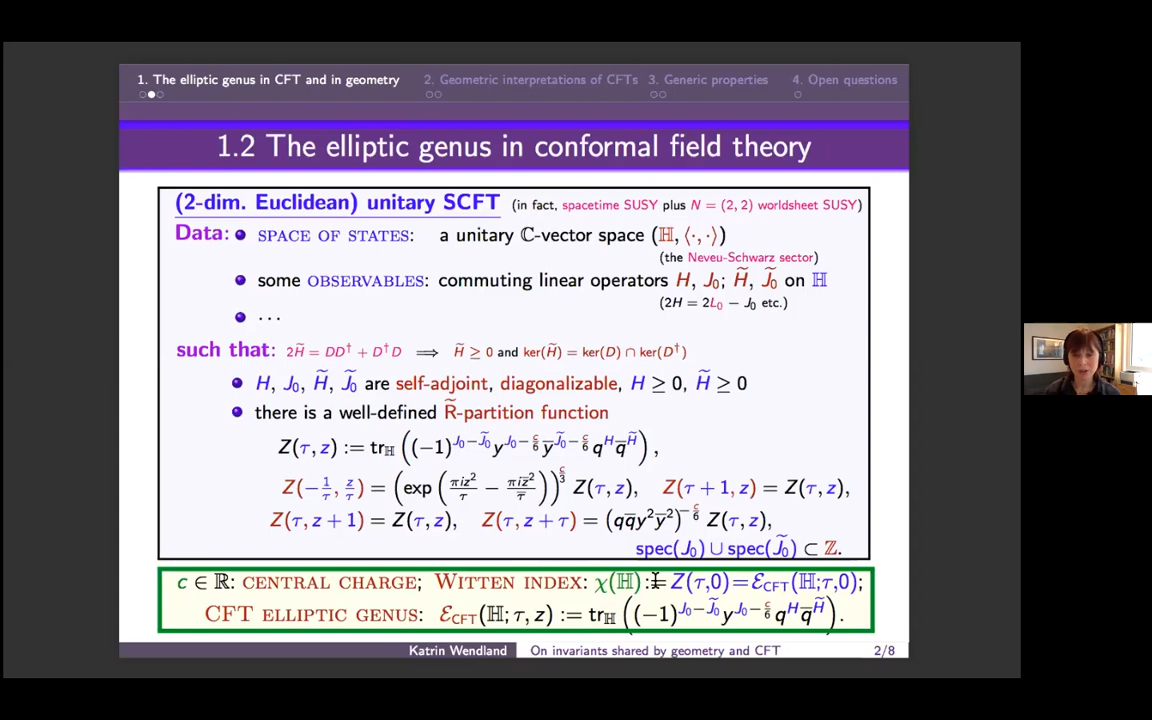 1. The elliptic genus in CFT and in geometry 2. Geometric interpretations of CFTs 3. Generic properties 4. Open questions
1.2 The elliptic genus in conformal field theory
(2-dim. Euclidean) unitary SCFT (in fact, spacetime SUSY plus N = (2, 2) worldsheet SUSY)
Data: ● SPACE OF STATES: a unitary ℂ-vector space (ℍ, ⟨·, ·⟩)
(the Neveu-Schwarz sector)
● some OBSERVABLES: commuting linear operators H, J₀; H̃, J̃₀ on ℍ
(2H = 2L₀ − J₀ etc.)
● ···
such that: 2H̃ = DD† + D†D ⟹ H̃ ≥ 0 and ker(H̃) = ker(D) ∩ ker(D†)
● H, J₀, H̃, J̃₀ are self-adjoint, diagonalizable, H ≥ 0, H̃ ≥ 0
● there is a well-defined R̃-partition function
Z(τ, z) := tr_ℍ ((−1)^{J₀−J̃₀} y^{J₀−c/6} ȳ^{J̃₀−c/6} q^H q̄^{H̃}),
Z(−1/τ, z/τ) = (exp(πiz²/τ − πiz̄²/τ̄))^{c/3} Z(τ, z), Z(τ + 1, z) = Z(τ, z),
Z(τ, z + 1) = Z(τ, z), Z(τ, z + τ) = (qq̄y²ȳ²)^{−c/6} Z(τ, z),
spec(J₀) ∪ spec(J̃₀) ⊂ ℤ.
c ∈ ℝ: CENTRAL CHARGE; WITTEN INDEX: χ(ℍ) := Z(τ,0)=ℰ_CFT(ℍ;τ,0);
CFT ELLIPTIC GENUS: ℰ_CFT(ℍ; τ, z) := tr_ℍ ((−1)^{J₀−J̃₀} y^{J₀−c/6} q^H q̄^{H̃}).
Katrin Wendland On invariants shared by geometry and CFT 2/8